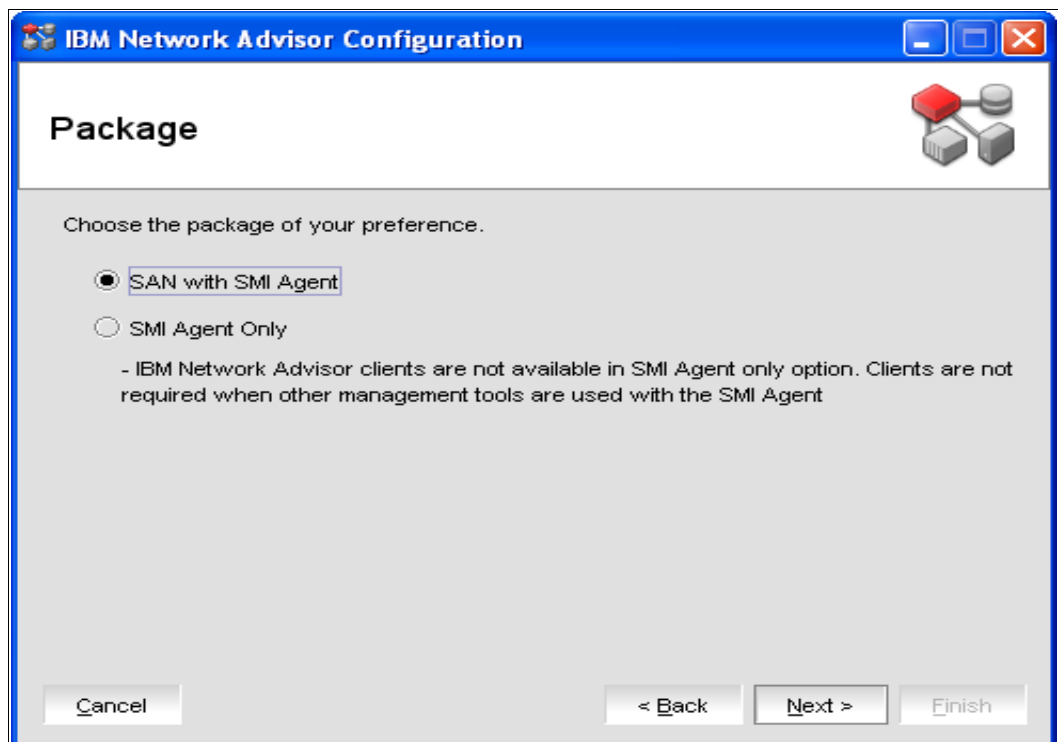 IBM Network Advisor Configuration
Package
Choose the package of your preference.
SAN with SMI Agent
SMI Agent Only
- IBM Network Advisor clients are not available in SMI Agent only option. Clients are not
required when other management tools are used with the SMI Agent
Cancel
< Back
Next >
Finish